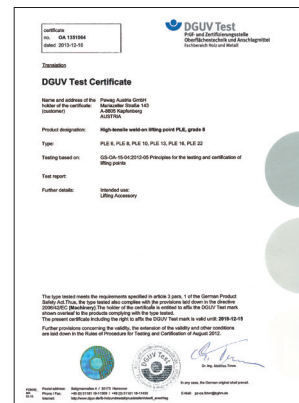 certificate
no. OA 1331064
dated 2013-12-16
DGUV Test
Prüf- und Zertifizierungsstelle
Oberflächentechnik und Anschlagmittel
Fachbereich Holz und Metall
Translation
DGUV Test Certificate
Name and address of the holder of the certificate: (customer)
Pewag Austria GmbH
Mariazeller Straße 143
A-8605 Kapfenberg
AUSTRIA
Product designation: High-tensile weld-on lifting point PLE, grade 8
Type: PLE 6, PLE 8, PLE 10, PLE 13, PLE 16, PLE 22
Testing based on: GS-OA-15-04:2012-05 Principles for the testing and certification of
lifting points
Test report:
Further details: Intended use:
Lifting Accessory
The type tested meets the requirements specified in article 3 para. 1 of the German Product
Safety Act. Thus, the type tested also complies with the provisions laid down in the directive
2006/42/EC (Machinery). The holder of the certificate is entitled to affix the DGUV Test mark
shown overleaf to the products complying with the type tested.
The present certificate including the right to affix the DGUV Test mark is valid until: 2018-12-15
Further provisions concerning the validity, the extension of the validity and other conditions
are laid down in the Rules of Procedure for Testing and Certification of August 2012.
In any case, the German original shall prevail.
Postal address:
Phone / Fax:
Internet:
E-Mail: